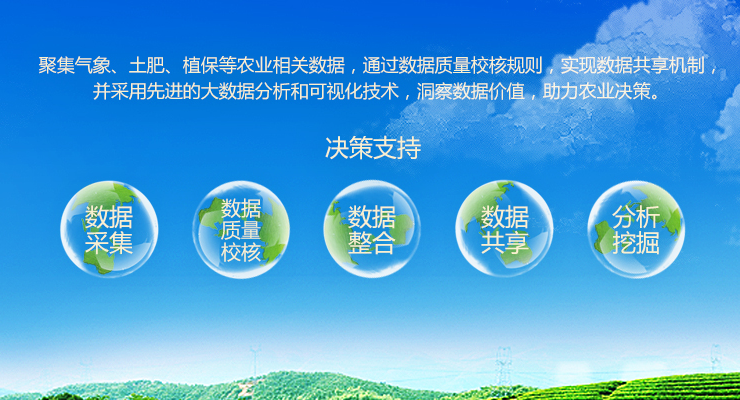 聚集气象、土肥、植保等农业相关数据，通过数据质量校核规则，实现数据共享机制，
并采用先进的大数据分析和可视化技术，洞察数据价值，助力农业决策。
决策支持
数据
采集
数据
质量
校核
数据
整合
数据
共享
分析
挖掘